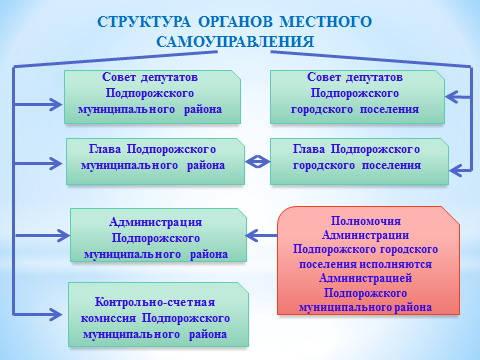 СТРУКТУРА ОРГАНОВ МЕСТНОГО
САМОУПРАВЛЕНИЯ
Совет депутатов
Подпорожского
муниципального района
Совет депутатов
Подпорожского
городского поселения
Глава Подпорожского
муниципального района
Глава Подпорожского
городского поселения
Администрация
Подпорожского
муниципального района
Полномочия
Администрации
Подпорожского городского
поселения исполняются
Администрацией
Подпорожского
муниципального района
Контрольно-счетная
комиссия Подпорожского
муниципального района